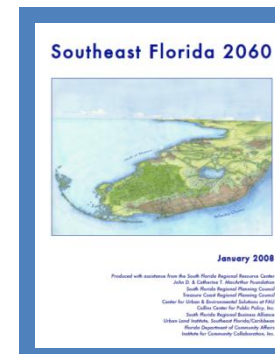 Southeast Florida 2060
January 2008
Produced with assistance from the South Florida Regional Resource Center
John D. & Catherine T. MacArthur Foundation
South Florida Regional Planning Council
Treasure Coast Regional Planning Council
Center for Urban & Environmental Solutions at FAU
Collins Center for Public Policy, Inc.
South Florida Regional Business Alliance
Urban Land Institute, Southeast Florida/Caribbean
Florida Department of Community Affairs
Institute for Community Collaboration, Inc.